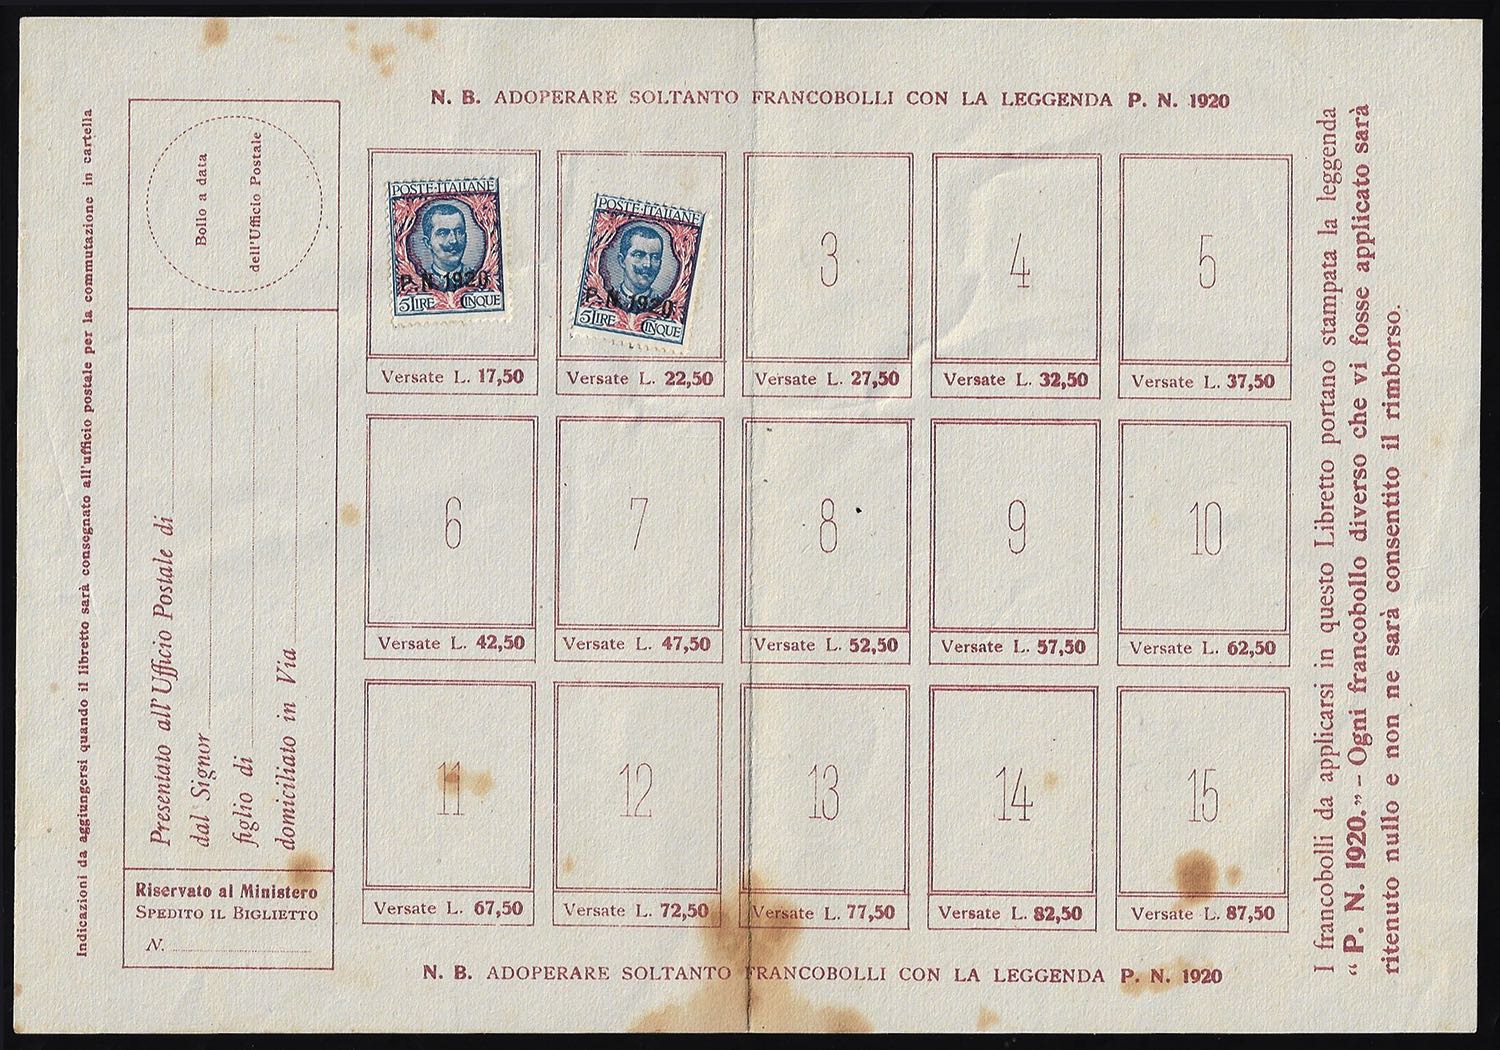 N. B. ADOPERARE SOLTANTO FRANCOBOLLI CON LA LEGGENDA P. N. 1920
Indicazioni da aggiungersi quando il libretto sarà consegnato all'ufficio postale per la commutazione in cartella
Bollo a data
dell'Ufficio Postale
Presentato all'Ufficio Postale di
dal Signor
figlio di
domiciliato in Via
Riservato al Ministero
SPEDITO IL BIGLIETTO
N.
POSTE·ITALIANE
P.N.1920
5 LIRE CINQUE
Versate L. 17,50
POSTE·ITALIANE
P.N.1920
5 LIRE CINQUE
Versate L. 22,50
3
Versate L. 27,50
4
Versate L. 32,50
5
Versate L. 37,50
6
Versate L. 42,50
7
Versate L. 47,50
8
Versate L. 52,50
9
Versate L. 57,50
10
Versate L. 62,50
11
Versate L. 67,50
12
Versate L. 72,50
13
Versate L. 77,50
14
Versate L. 82,50
15
Versate L. 87,50
N. B. ADOPERARE SOLTANTO FRANCOBOLLI CON LA LEGGENDA P. N. 1920
I francobolli da applicarsi in questo Libretto portano stampata la leggenda
“P. N. 1920.” - Ogni francobollo diverso che vi fosse applicato sarà
ritenuto nullo e non ne sarà consentito il rimborso.